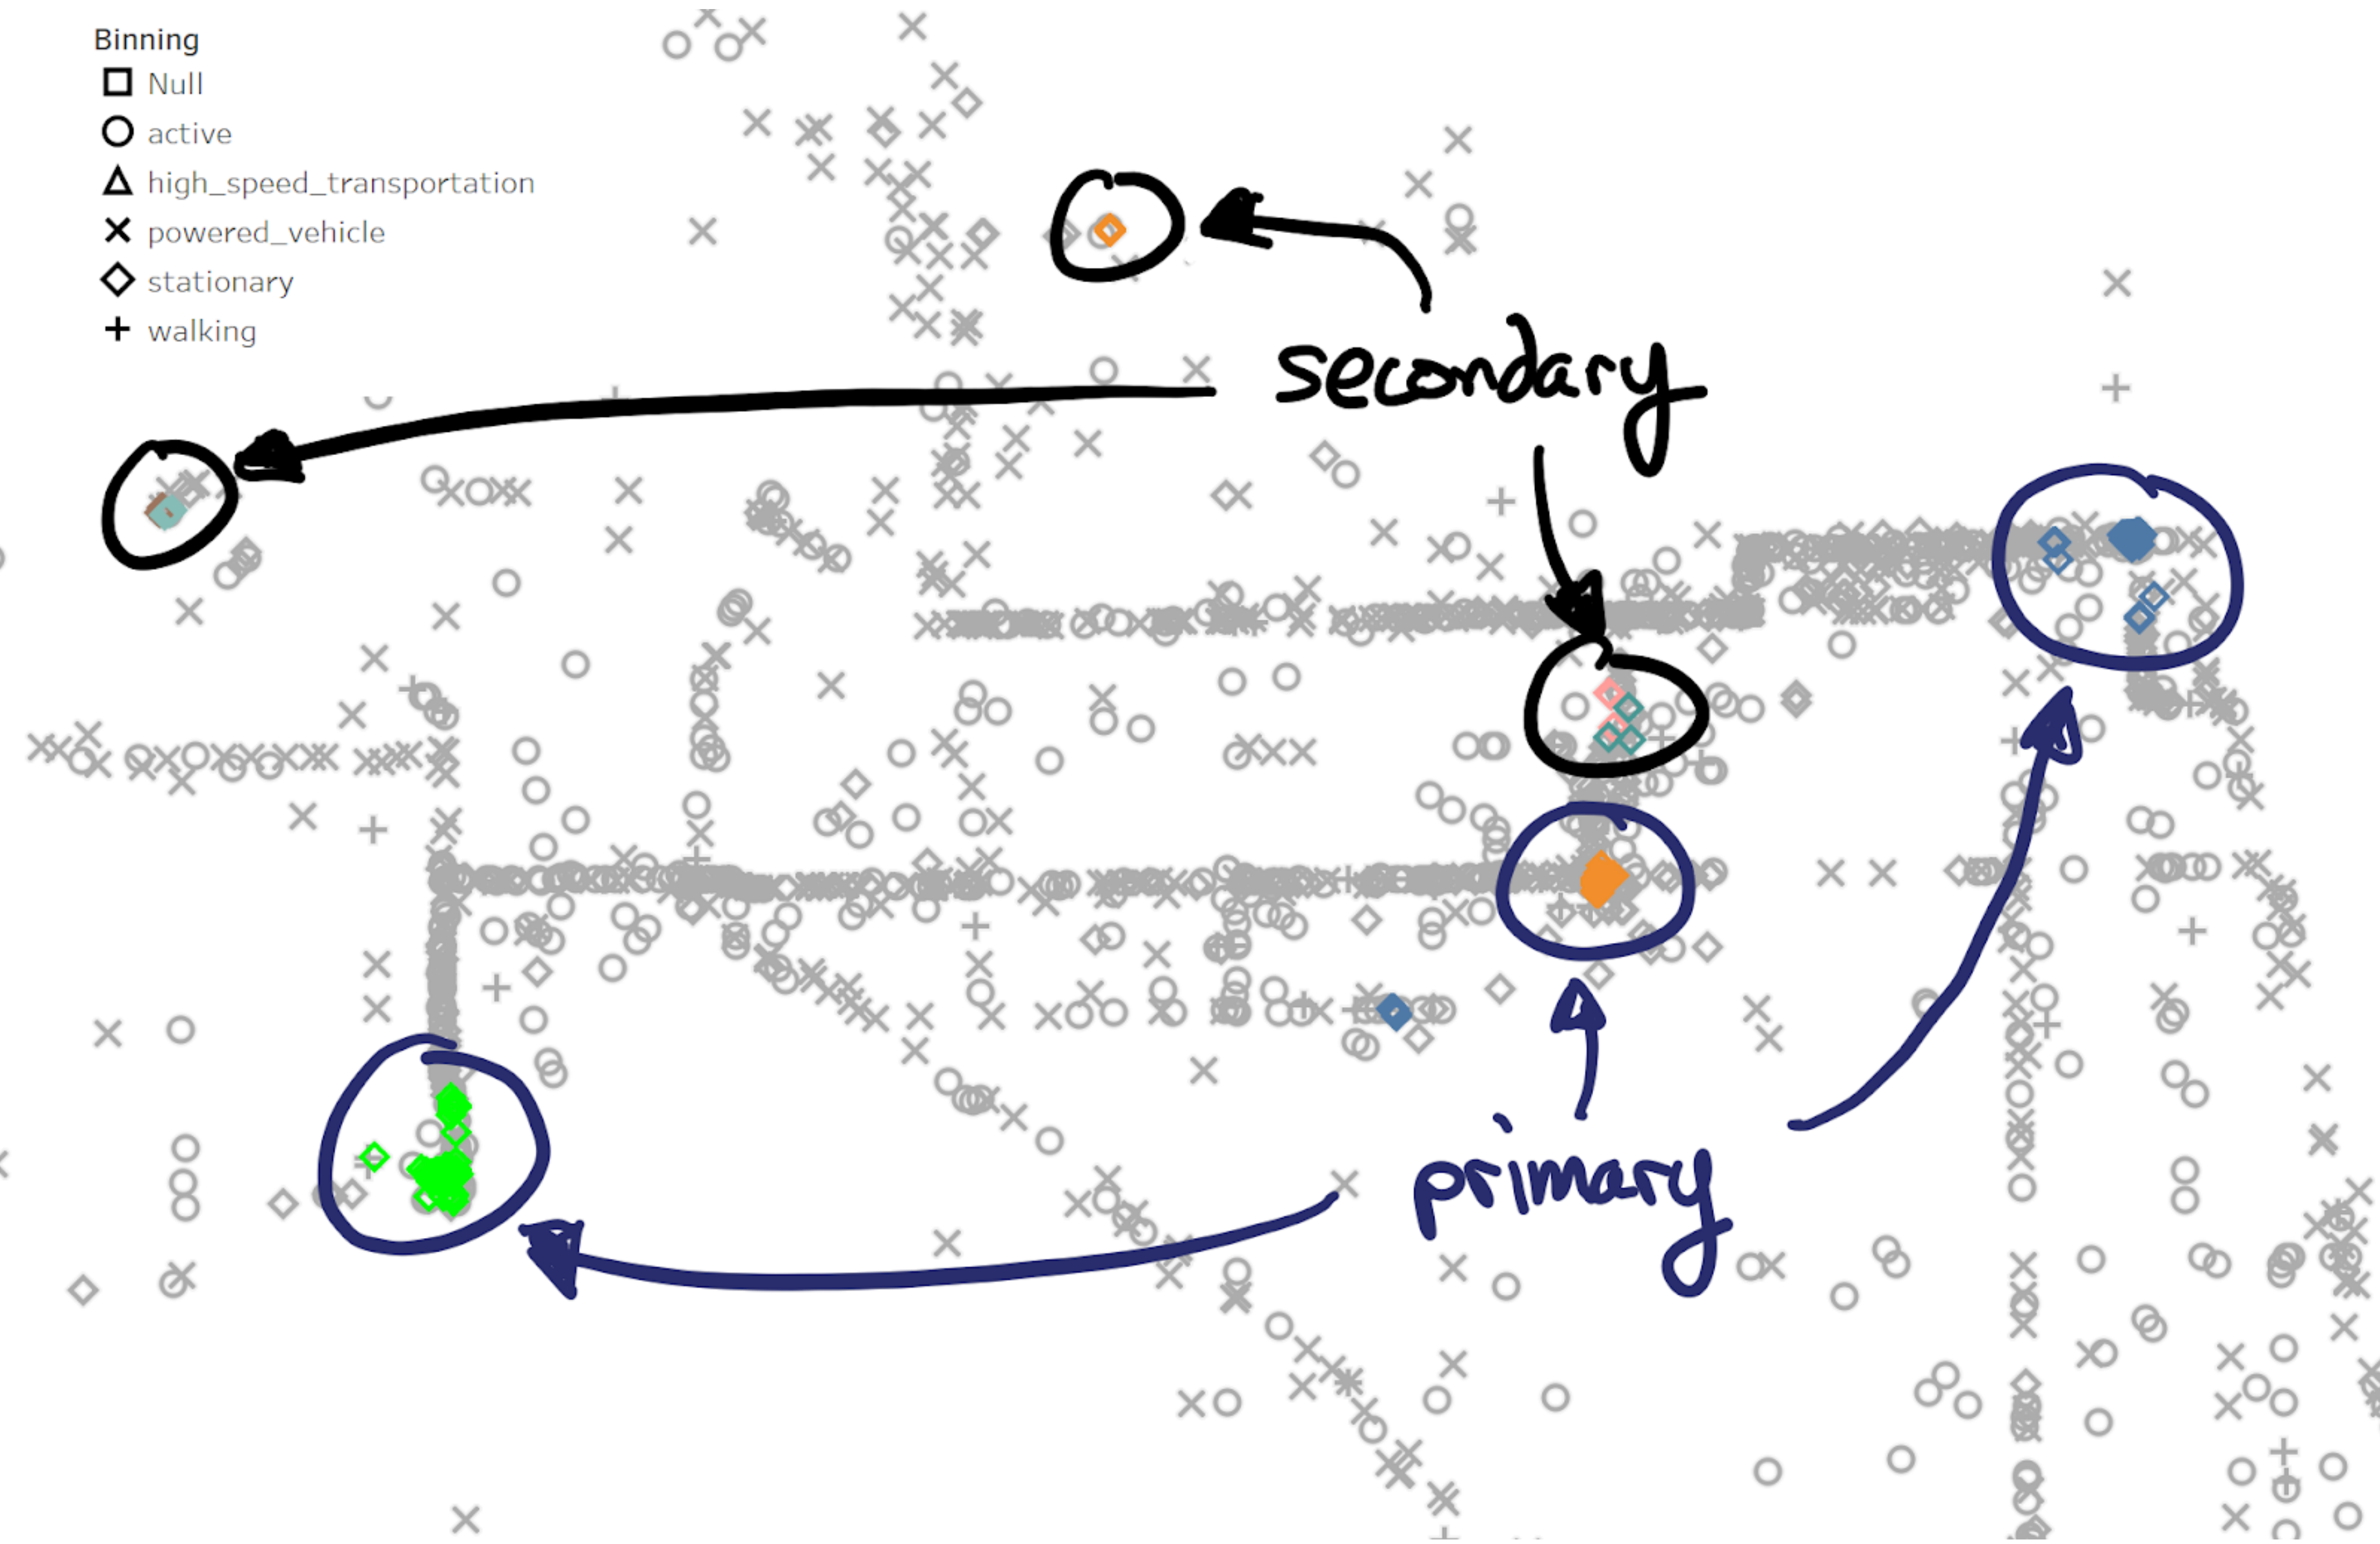 Binning
Null
active
high_speed_transportation
powered_vehicle
stationary
walking
secondary
primary